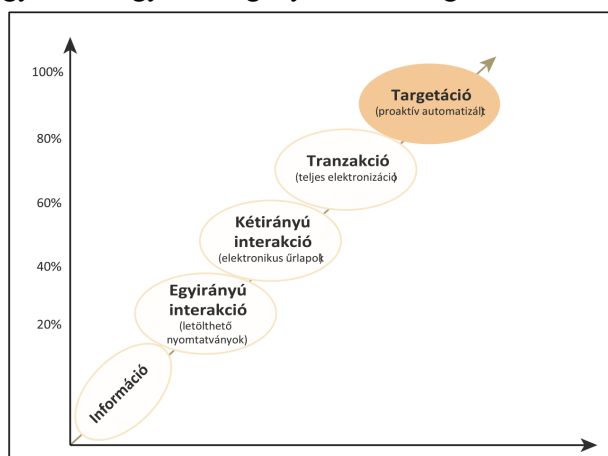 100%
80%
60%
40%
20%
Targetáció
(proaktív automatizált)
Tranzakció
(teljes elektronizáció)
Kétirányú
interakció
(elektronikus űrlapok)
Egyirányú
interakció
(letölthető
nyomtatványok)
Információ